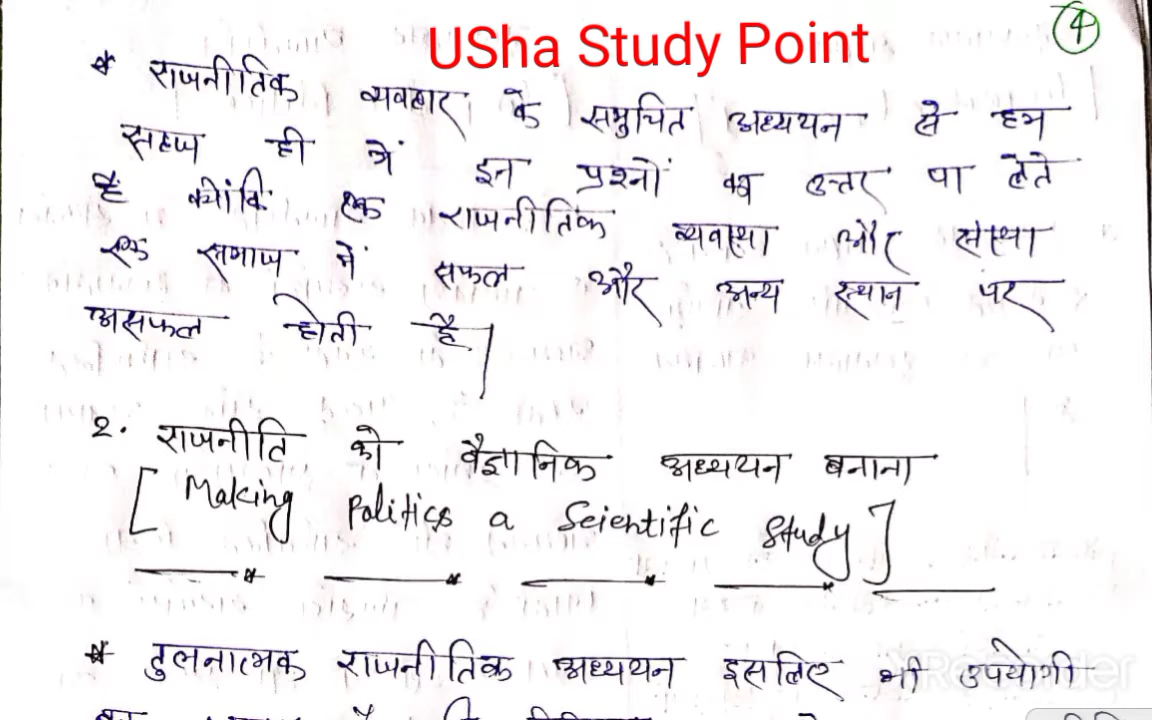 USha Study Point
4
* राजनीतिक व्यवहार के समुचित अध्ययन से हम
सहज ही में इन प्रश्नों का उत्तर पा लेते
हैं क्योंकि एक राजनीतिक व्यवस्था और संस्था
एक समाज में सफल और अन्य स्थान पर
असफल होती है।
2. राजनीति को वैज्ञानिक अध्ययन बनाना
[ Making Politics a Scientific Study ]
* तुलनात्मक राजनीतिक अध्ययन इसलिए भी उपयोगी